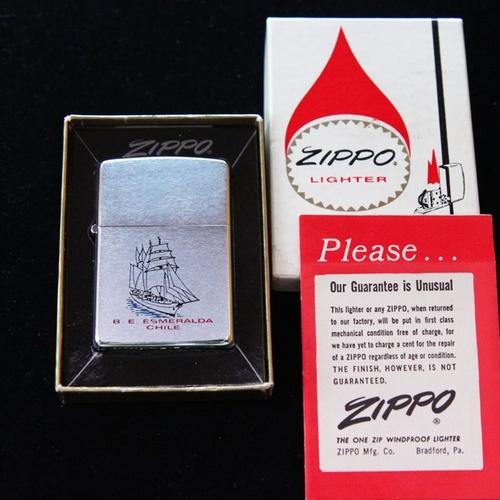 ZIPPO
B. E. ESMERALDA
CHILE
ZIPPO®
LIGHTER
Please...
Our Guarantee is Unusual
This lighter or any ZIPPO, when returned
to our factory, will be put in first class
mechanical condition free of charge, for
we have yet to charge a cent for the repair
of a ZIPPO regardless of age or condition.
THE FINISH, HOWEVER, IS NOT
GUARANTEED.
ZIPPO®
THE ONE ZIP WINDPROOF LIGHTER
ZIPPO Mfg. Co. Bradford, Pa.